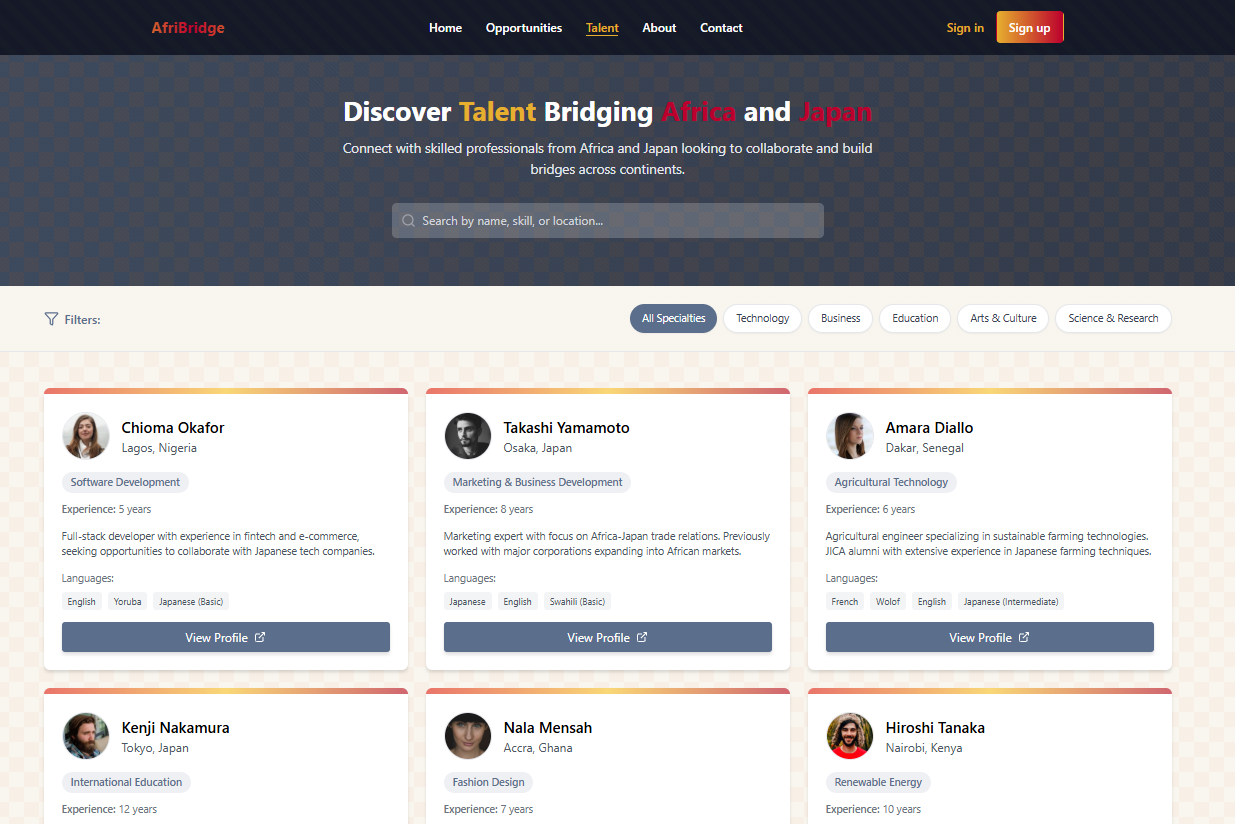 AfriBridge
Home Opportunities Talent About Contact
Sign in Sign up
Discover Talent Bridging Africa and Japan
Connect with skilled professionals from Africa and Japan looking to collaborate and build
bridges across continents.
Search by name, skill, or location...
Filters:
All Specialties Technology Business Education Arts & Culture Science & Research
Chioma Okafor
Lagos, Nigeria
Software Development
Experience: 5 years
Full-stack developer with experience in fintech and e-commerce,
seeking opportunities to collaborate with Japanese tech companies.
Languages:
English Yoruba Japanese (Basic)
View Profile
Takashi Yamamoto
Osaka, Japan
Marketing & Business Development
Experience: 8 years
Marketing expert with focus on Africa-Japan trade relations. Previously
worked with major corporations expanding into African markets.
Languages:
Japanese English Swahili (Basic)
View Profile
Amara Diallo
Dakar, Senegal
Agricultural Technology
Experience: 6 years
Agricultural engineer specializing in sustainable farming technologies.
JICA alumni with extensive experience in Japanese farming techniques.
Languages:
French Wolof English Japanese (Intermediate)
View Profile
Kenji Nakamura
Tokyo, Japan
International Education
Experience: 12 years
Nala Mensah
Accra, Ghana
Fashion Design
Experience: 7 years
Hiroshi Tanaka
Nairobi, Kenya
Renewable Energy
Experience: 10 years